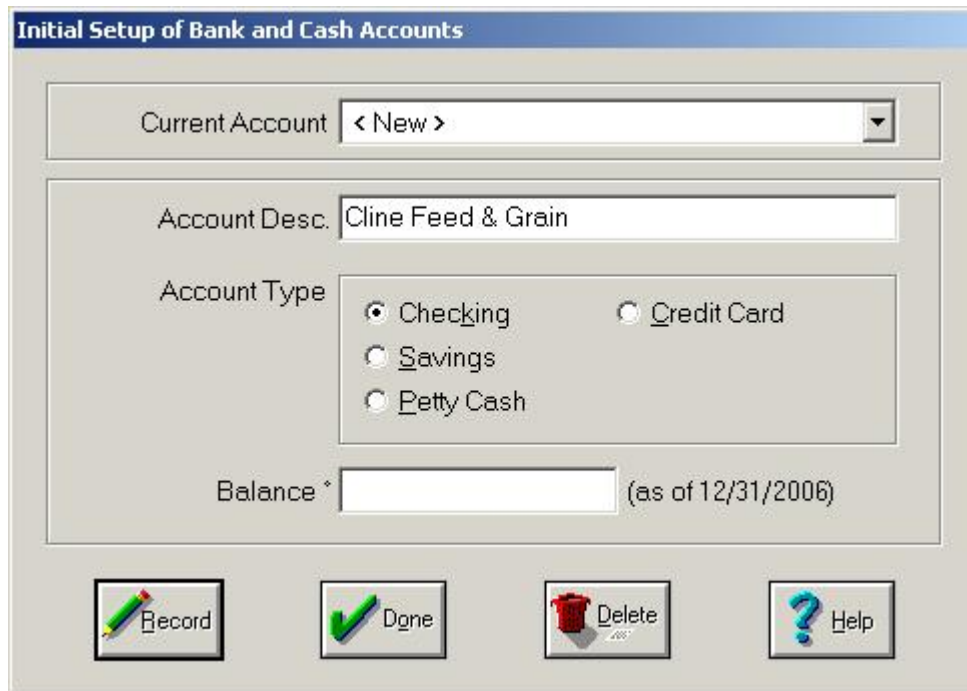 Initial Setup of Bank and Cash Accounts
Current Account < New >
Account Desc. Cline Feed & Grain
Account Type
Checking Credit Card
Savings
Petty Cash
Balance * (as of 12/31/2006)
Record Done Delete Help